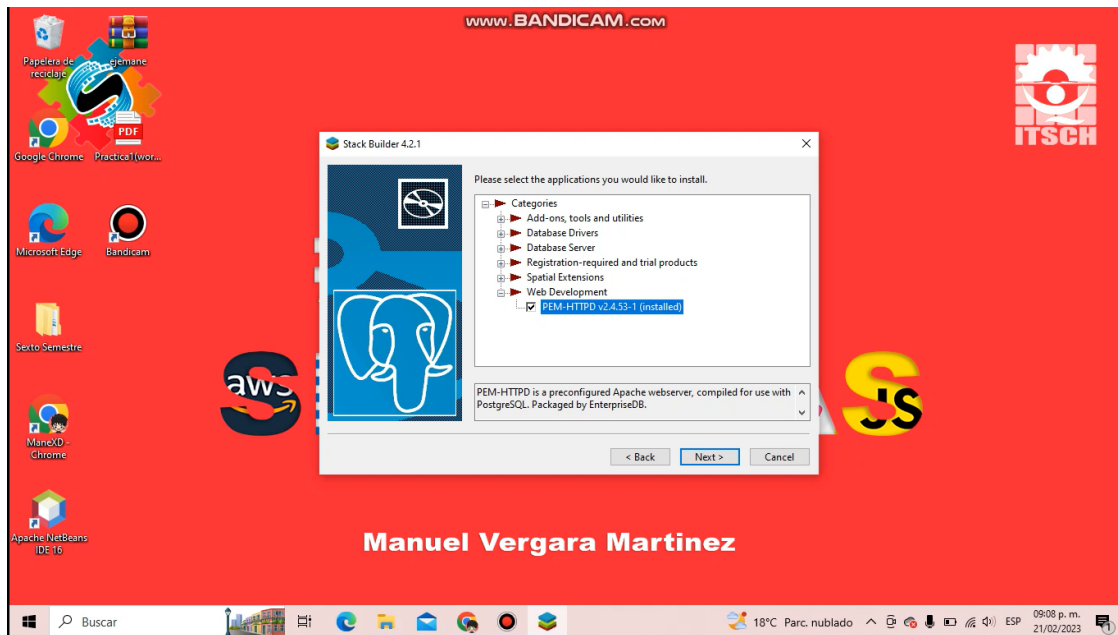 www.BANDICAM.com
Papelera de
reciclaje
ejemane
Google Chrome
PDF
Practica1(wor...
ITSCH
Microsoft Edge
Bandicam
Sexto Semestre
ManeXD -
Chrome
Apache NetBeans
IDE 16
Stack Builder 4.2.1
Please select the applications you would like to install.
Categories
Add-ons, tools and utilities
Database Drivers
Database Server
Registration-required and trial products
Spatial Extensions
Web Development
PEM-HTTPD v2.4.53-1 (installed)
PEM-HTTPD is a preconfigured Apache webserver, compiled for use with
PostgreSQL. Packaged by EnterpriseDB.
< Back
Next >
Cancel
aws
S
A
S
JS
Manuel Vergara Martinez
Buscar
18°C Parc. nublado
ESP
09:08 p. m.
21/02/2023